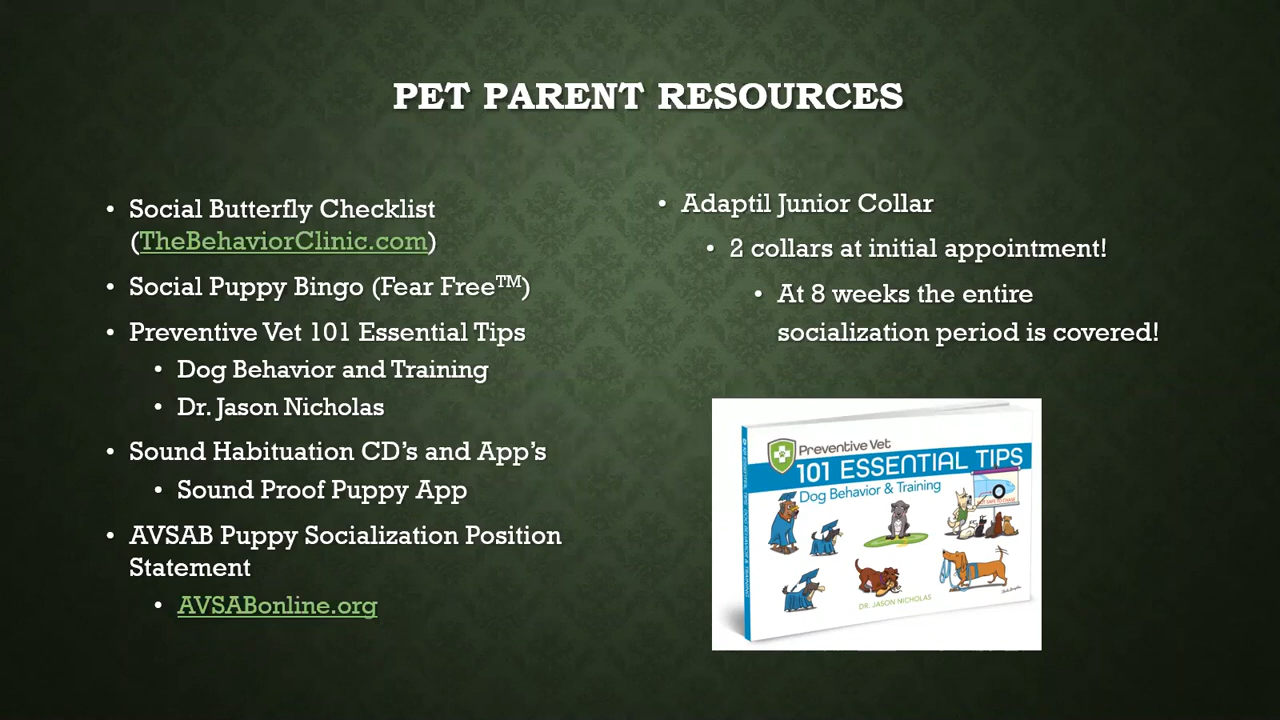 PET PARENT RESOURCES
• Social Butterfly Checklist
(TheBehaviorClinic.com)
• Social Puppy Bingo (Fear Free™)
• Preventive Vet 101 Essential Tips
• Dog Behavior and Training
• Dr. Jason Nicholas
• Sound Habituation CD's and App's
• Sound Proof Puppy App
• AVSAB Puppy Socialization Position
Statement
• AVSABonline.org
• Adaptil Junior Collar
• 2 collars at initial appointment!
• At 8 weeks the entire
socialization period is covered!
Preventive Vet
101 ESSENTIAL TIPS
Dog Behavior & Training
DR. JASON NICHOLAS